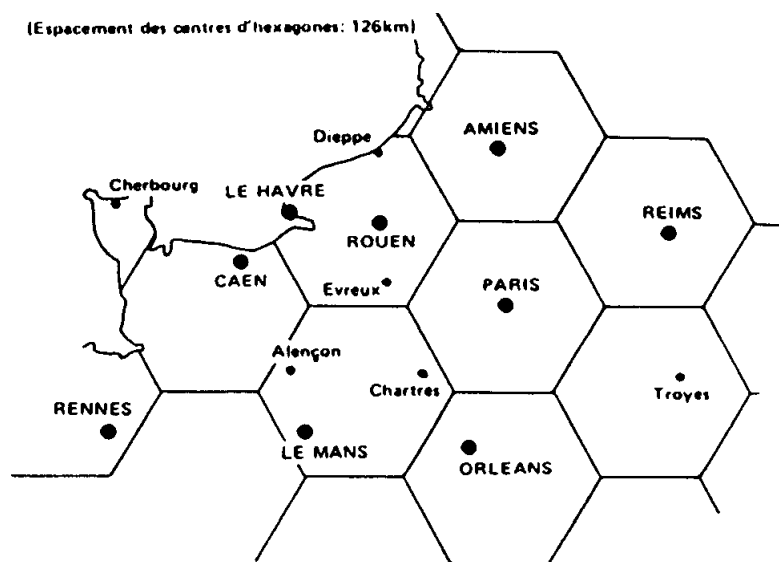 (Espacement des centres d'hexagones: 126km)
AMIENS
Dieppe
Cherbourg
LE HAVRE
REIMS
ROUEN
CAEN
Evreux
PARIS
Alençon
Chartres
Troyes
RENNES
LE MANS
ORLEANS